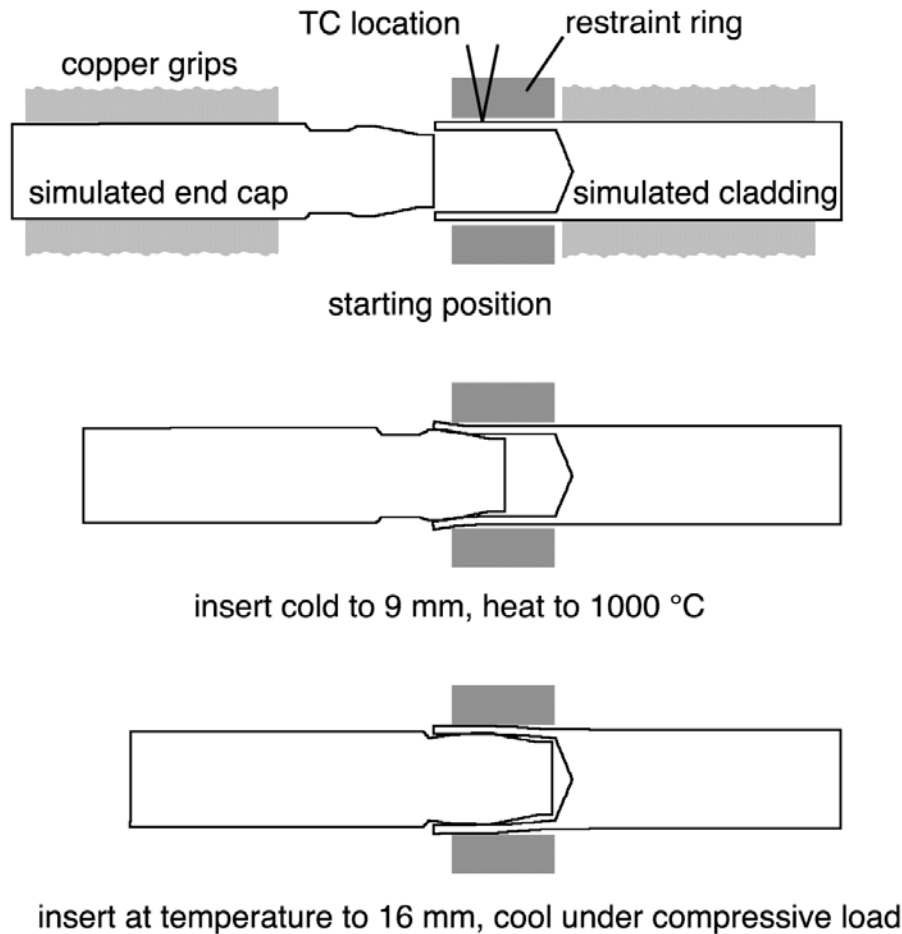 TC location
restraint ring
copper grips
simulated end cap
simulated cladding
starting position
insert cold to 9 mm, heat to 1000 °C
insert at temperature to 16 mm, cool under compressive load